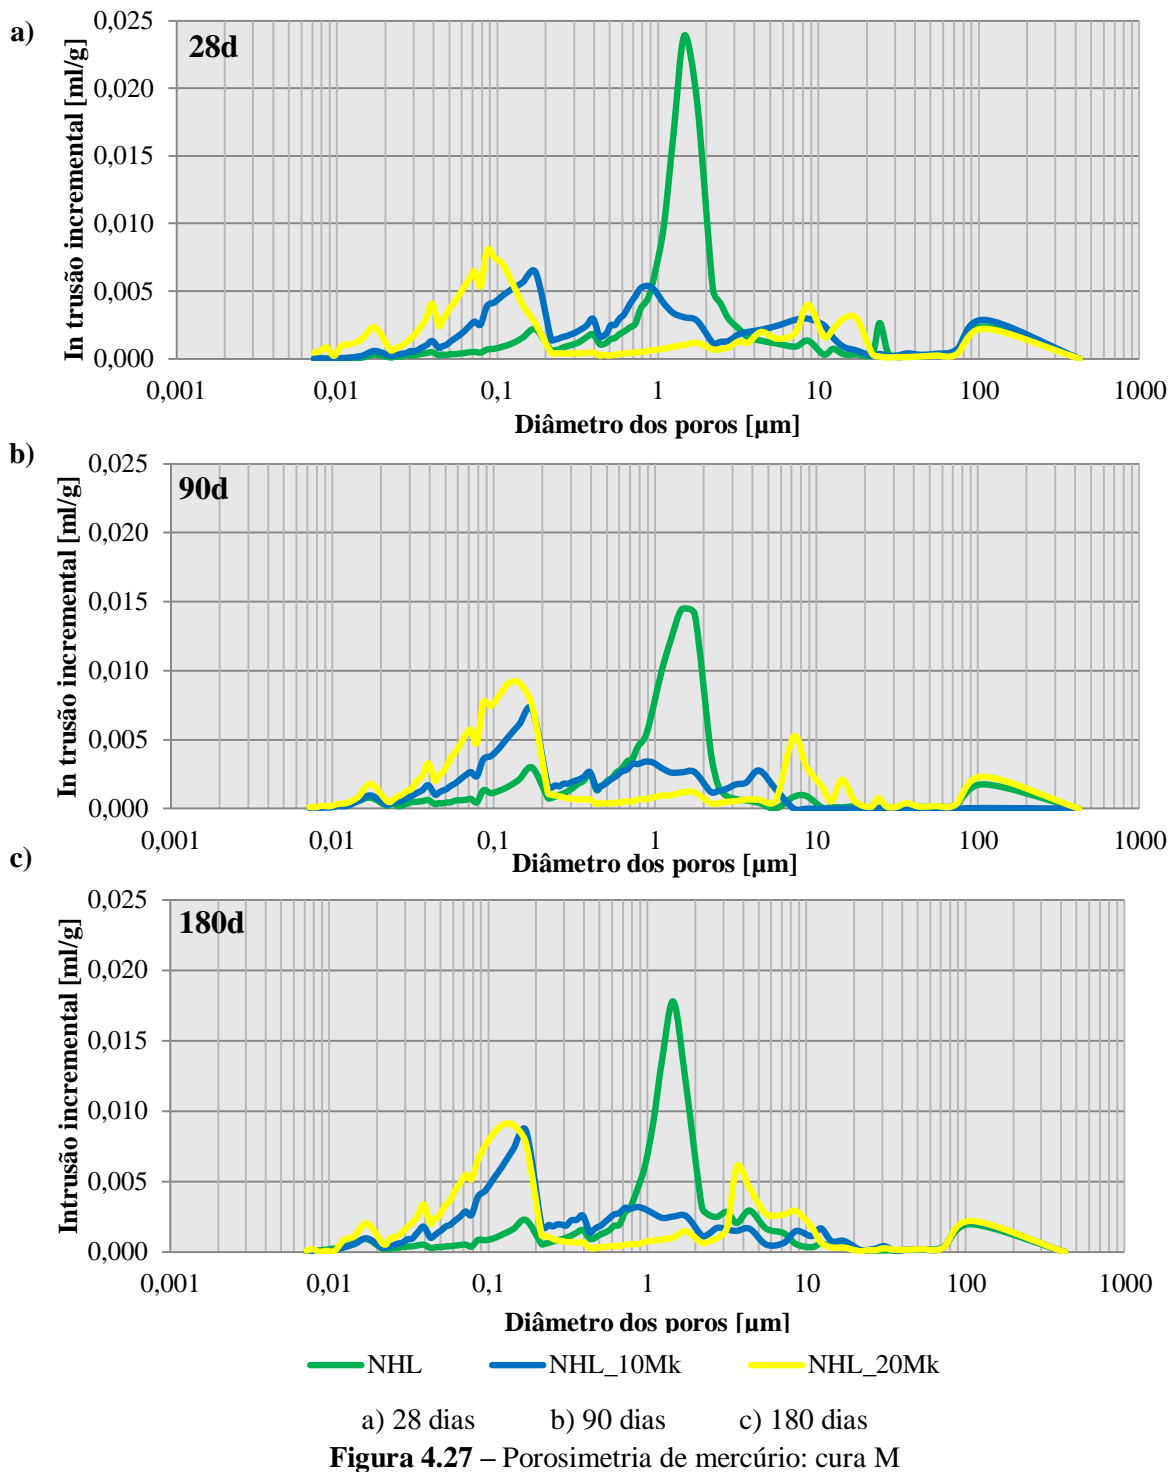 a)
28d
In trusão incremental [ml/g]
0,025
0,020
0,015
0,010
0,005
0,000
0,001 0,01 0,1 1 10 100 1000
Diâmetro dos poros [µm]
b)
90d
In trusão incremental [ml/g]
0,025
0,020
0,015
0,010
0,005
0,000
0,001 0,01 0,1 1 10 100 1000
Diâmetro dos poros [µm]
c)
180d
Intrusão incremental [ml/g]
0,025
0,020
0,015
0,010
0,005
0,000
0,001 0,01 0,1 1 10 100 1000
Diâmetro dos poros [µm]
NHL NHL_10Mk NHL_20Mk
a) 28 dias b) 90 dias c) 180 dias
Figura 4.27 – Porosimetria de mercúrio: cura M